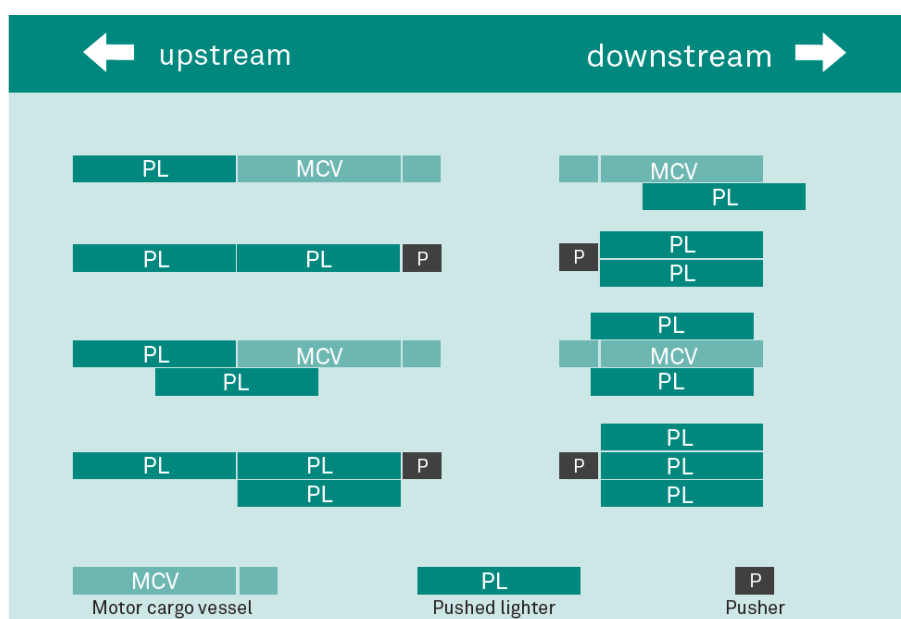 upstream downstream
PL MCV MCV
PL
PL PL P P PL
PL
PL
PL MCV MCV
PL PL
PL
PL PL P P PL
PL PL
MCV PL P
Motor cargo vessel Pushed lighter Pusher